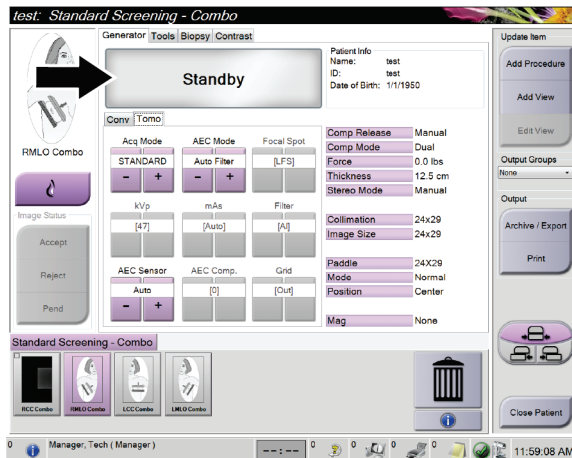 test: Standard Screening - Combo
Generator Tools Biopsy Contrast
Standby
Patient Info
Name: test
ID: test
Date of Birth: 1/1/1950
RMLO Combo
Image Status
Accept
Reject
Pend
Conv Tomo
Acq Mode AEC Mode Focal Spot
STANDARD Auto Filter [LFS]
- + - +
kVp mAs Filter
[47] [Auto] [Al]
AEC Sensor AEC Comp. Grid
Auto [0] [Out]
- +
Comp Release Manual
Comp Mode Dual
Force 0.0 lbs
Thickness 12.5 cm
Stereo Mode Manual
Collimation 24x29
Image Size 24x29
Paddle 24X29
Mode Normal
Position Center
Mag None
Update Item
Add Procedure
Add View
Edit View
Output Groups
None
Output
Archive / Export
Print
Close Patient
Standard Screening - Combo
RCC Combo RMLO Combo LCC Combo LMLO Combo
0 Manager, Tech ( Manager ) --:-- 0 0 0 0 11:59:08 AM